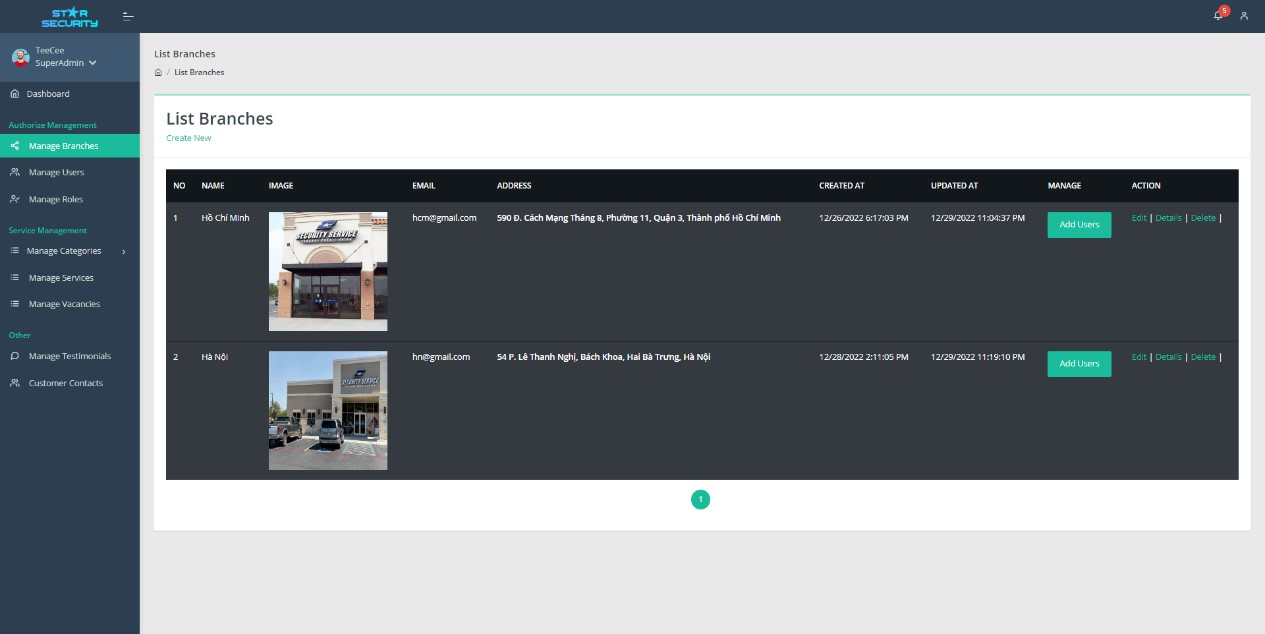 STAR
SECURITY
5
TeeCee
SuperAdmin
Dashboard
Authorize Management
Manage Branches
Manage Users
Manage Roles
Service Management
Manage Categories
Manage Services
Manage Vacancies
Other
Manage Testimonials
Customer Contacts
List Branches
/ List Branches
List Branches
Create New
NO NAME IMAGE EMAIL ADDRESS CREATED AT UPDATED AT MANAGE ACTION
1 Hồ Chí Minh hcm@gmail.com 590 Đ. Cách Mạng Tháng 8, Phường 11, Quận 3, Thành phố Hồ Chí Minh 12/26/2022 6:17:03 PM 12/29/2022 11:04:37 PM Add Users Edit | Details | Delete |
SECURITY SERVICE
FEDERAL CREDIT UNION
2 Hà Nội hn@gmail.com 54 P. Lê Thanh Nghị, Bách Khoa, Hai Bà Trưng, Hà Nội 12/28/2022 2:11:05 PM 12/29/2022 11:19:10 PM Add Users Edit | Details | Delete |
SECURITY SERVICE
1